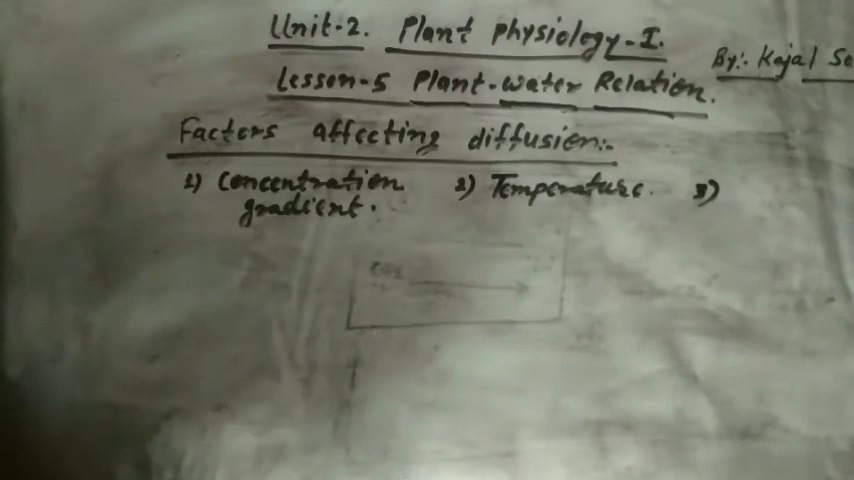 Unit-2. Plant Physiology-I.
By:- Kajal
Lesson-5 Plant-water Relation.
Factors affecting diffusion:-
1) Concentration gradient.
2) Temperature.
3)